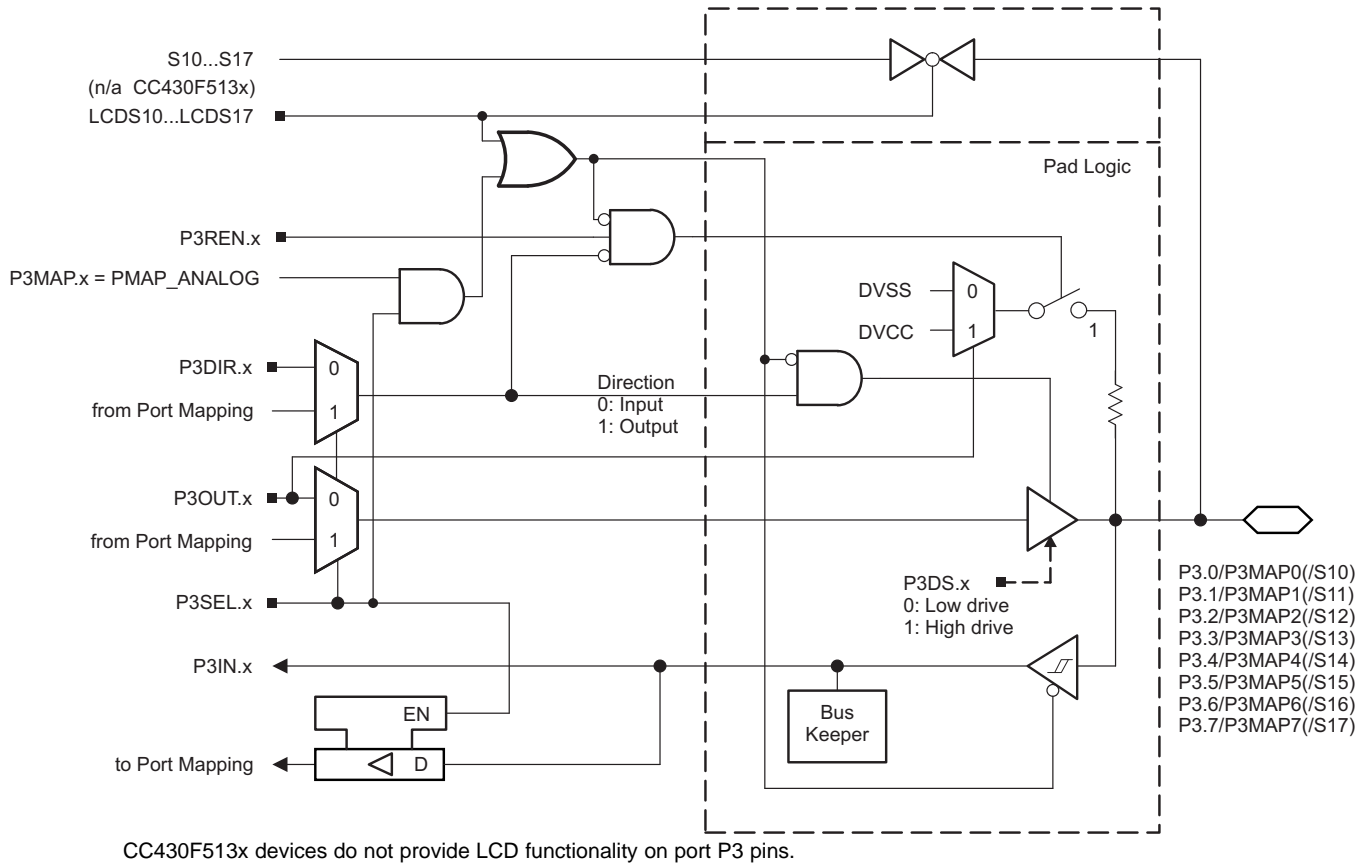 S10...S17
(n/a CC430F513x)
LCDS10...LCDS17
Pad Logic
P3REN.x
P3MAP.x = PMAP_ANALOG
DVSS
0
DVCC
1
1
P3DIR.x
0
from Port Mapping
1
Direction
0: Input
1: Output
P3OUT.x
0
from Port Mapping
1
P3DS.x
0: Low drive
1: High drive
P3SEL.x
P3.0/P3MAP0(/S10)
P3.1/P3MAP1(/S11)
P3.2/P3MAP2(/S12)
P3.3/P3MAP3(/S13)
P3.4/P3MAP4(/S14)
P3.5/P3MAP5(/S15)
P3.6/P3MAP6(/S16)
P3.7/P3MAP7(/S17)
P3IN.x
EN
Bus
Keeper
to Port Mapping
D
CC430F513x devices do not provide LCD functionality on port P3 pins.